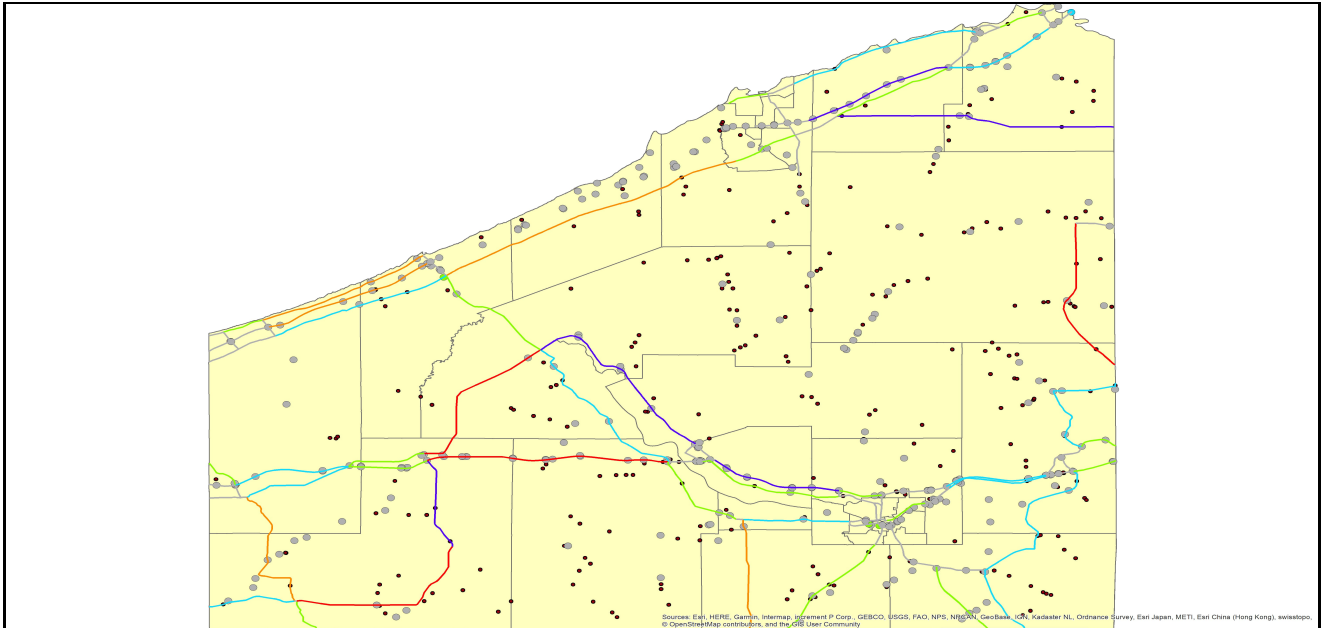 Sources: Esri, HERE, Garmin, Intermap, increment P Corp., GEBCO, USGS, FAO, NPS, NRCAN, GeoBase, IGN, Kadaster NL, Ordnance Survey, Esri Japan, METI, Esri China (Hong Kong), swisstopo,
© OpenStreetMap contributors, and the GIS User Community